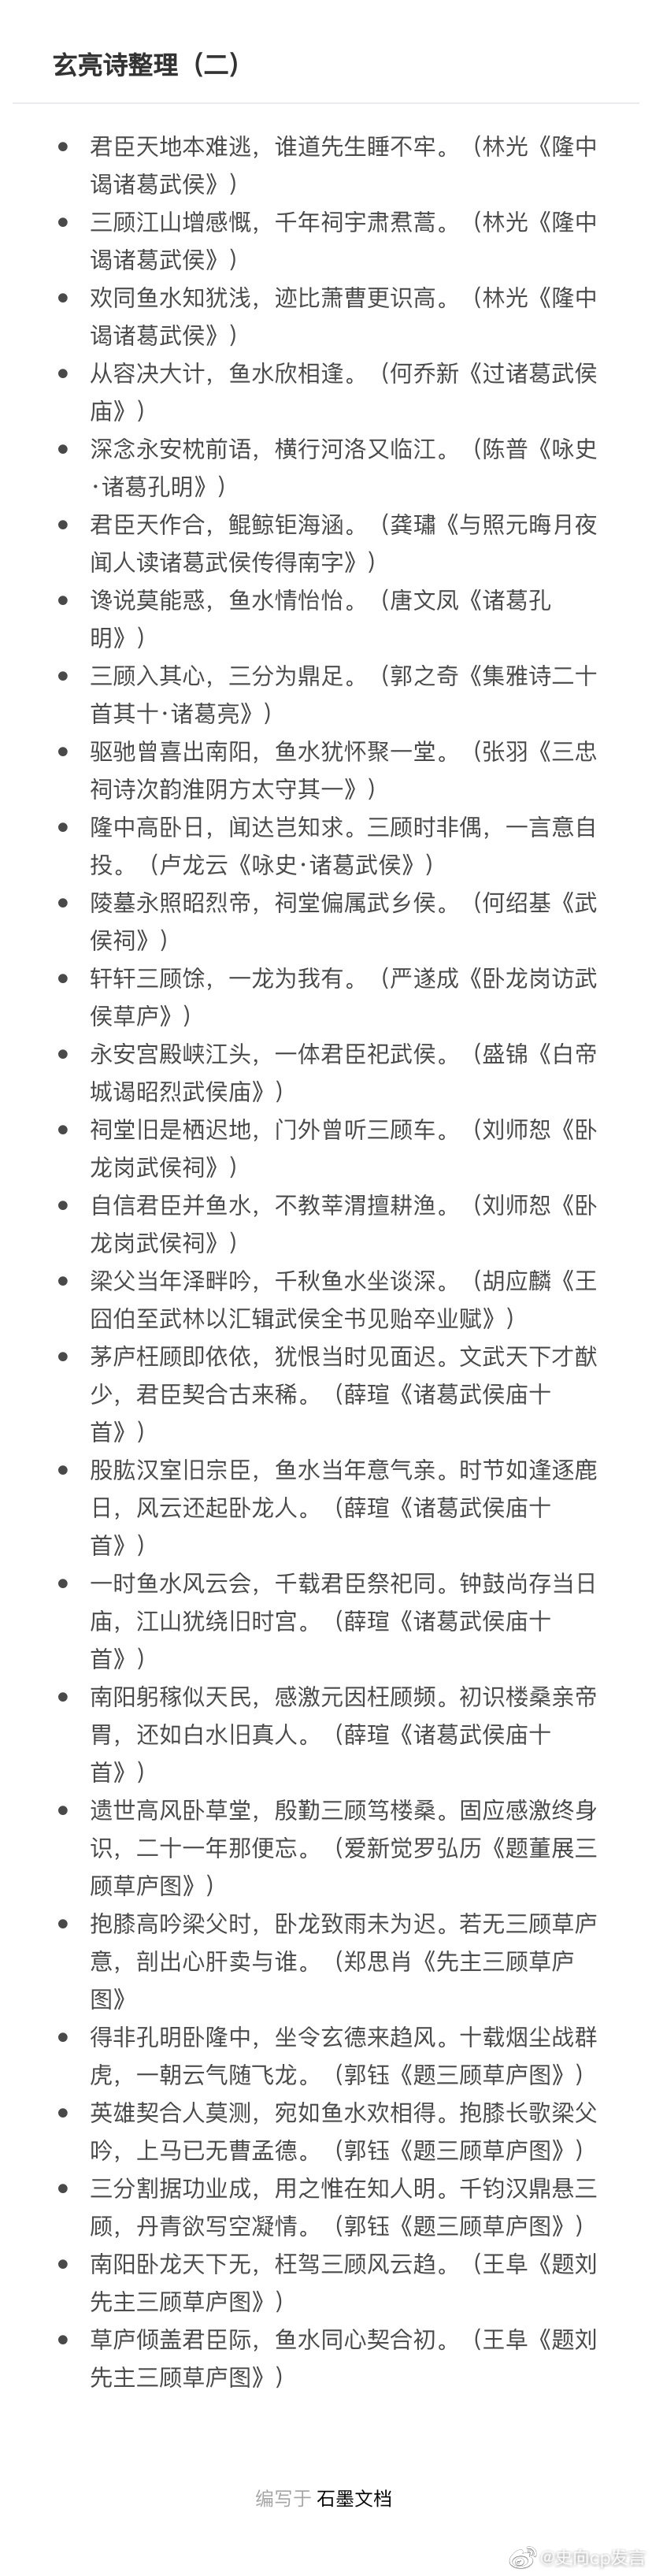 玄亮诗整理（二）
君臣天地本难逃，谁道先生睡不牢。（林光《隆中
谒诸葛武侯》）
三顾江山增感慨，千年祠宇肃焄蒿。（林光《隆中
谒诸葛武侯》）
欢同鱼水知犹浅，迹比萧曹更识高。（林光《隆中
谒诸葛武侯》）
从容决大计，鱼水欣相逢。（何乔新《过诸葛武侯
庙》）
深念永安枕前语，横行河洛又临江。（陈普《咏史
·诸葛孔明》）
君臣天作合，鲲鲸钜海涵。（龚璛《与照元晦月夜
闻人读诸葛武侯传得南字》）
谗说莫能惑，鱼水情怡怡。（唐文凤《诸葛孔
明》）
三顾入其心，三分为鼎足。（郭之奇《集雅诗二十
首其十·诸葛亮》）
驱驰曾喜出南阳，鱼水犹怀聚一堂。（张羽《三忠
祠诗次韵淮阴方太守其一》）
隆中高卧日，闻达岂知求。三顾时非偶，一言意自
投。（卢龙云《咏史·诸葛武侯》）
陵墓永照昭烈帝，祠堂偏属武乡侯。（何绍基《武
侯祠》）
轩轩三顾馀，一龙为我有。（严遂成《卧龙岗访武
侯草庐》）
永安宫殿峡江头，一体君臣祀武侯。（盛锦《白帝
城谒昭烈武侯庙》）
祠堂旧是栖迟地，门外曾听三顾车。（刘师恕《卧
龙岗武侯祠》）
自信君臣并鱼水，不教莘渭擅耕渔。（刘师恕《卧
龙岗武侯祠》）
梁父当年泽畔吟，千秋鱼水坐谈深。（胡应麟《王
囧伯至武林以汇辑武侯全书见贻卒业赋》）
茅庐枉顾即依依，犹恨当时见面迟。文武天下才猷
少，君臣契合古来稀。（薛瑄《诸葛武侯庙十
首》）
股肱汉室旧宗臣，鱼水当年意气亲。时节如逢逐鹿
日，风云还起卧龙人。（薛瑄《诸葛武侯庙十
首》）
一时鱼水风云会，千载君臣祭祀同。钟鼓尚存当日
庙，江山犹绕旧时宫。（薛瑄《诸葛武侯庙十
首》）
南阳躬稼似天民，感激元因枉顾频。初识楼桑亲帝
胄，还如白水旧真人。（薛瑄《诸葛武侯庙十
首》）
遗世高风卧草堂，殷勤三顾笃楼桑。固应感激终身
识，二十一年那便忘。（爱新觉罗弘历《题董展三
顾草庐图》）
抱膝高吟梁父时，卧龙致雨未为迟。若无三顾草庐
意，剖出心肝卖与谁。（郑思肖《先主三顾草庐
图》
得非孔明卧隆中，坐令玄德来趋风。十载烟尘战群
虎，一朝云气随飞龙。（郭钰《题三顾草庐图》）
英雄契合人莫测，宛如鱼水欢相得。抱膝长歌梁父
吟，上马已无曹孟德。（郭钰《题三顾草庐图》）
三分割据功业成，用之惟在知人明。千钧汉鼎悬三
顾，丹青欲写空凝情。（郭钰《题三顾草庐图》）
南阳卧龙天下无，枉驾三顾风云趋。（王阜《题刘
先主三顾草庐图》）
草庐倾盖君臣际，鱼水同心契合初。（王阜《题刘
先主三顾草庐图》）
编写于 石墨文档
@史向cp发言